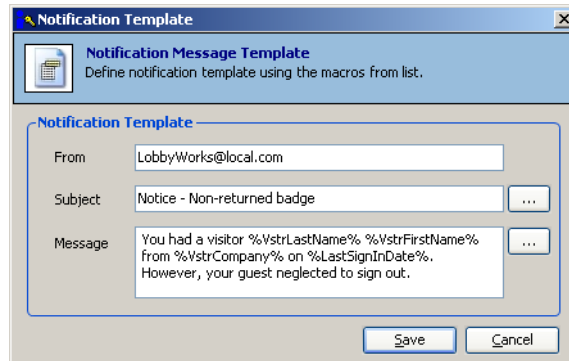 Notification Template
Notification Message Template
Define notification template using the macros from list.
Notification Template
From
LobbyWorks@local.com
Subject
Notice - Non-returned badge
...
Message
You had a visitor %VstrLastName% %VstrFirstName%
from %VstrCompany% on %LastSignInDate%.
However, your guest neglected to sign out.
...
Save
Cancel